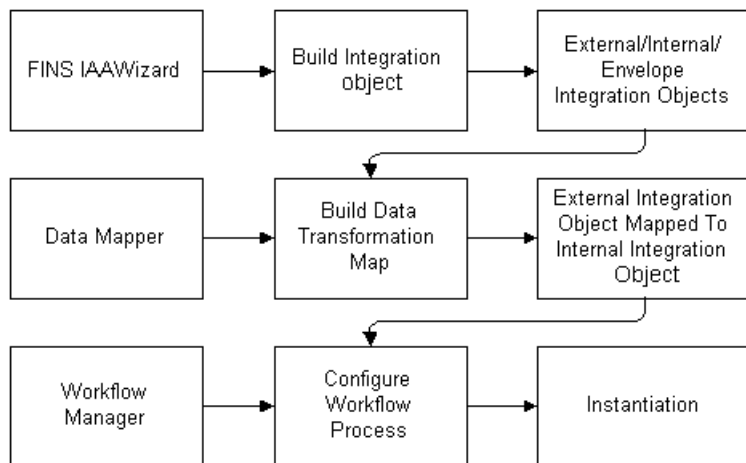 FINS IAAWizard
Build Integration
object
External/Internal/
Envelope
Integration Objects
Data Mapper
Build Data
Transformation
Map
External Integration
Object Mapped To
Internal Integration
Object
Workflow
Manager
Configure
Workflow
Process
Instantiation